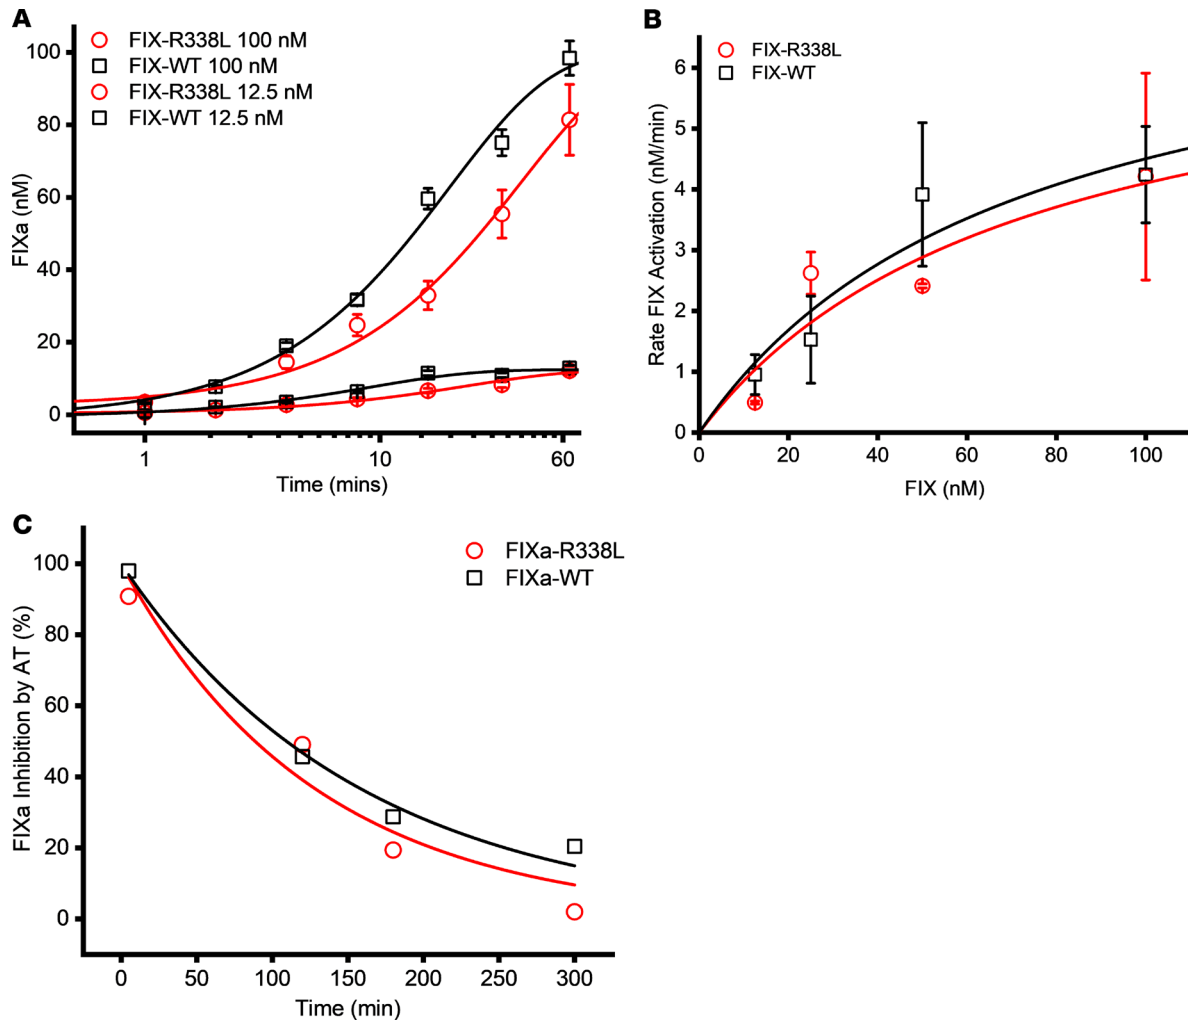 A
FIX-R338L 100 nM
FIX-WT 100 nM
FIX-R338L 12.5 nM
FIX-WT 12.5 nM
100
80
60
40
20
0
FIXa (nM)
1 10 60
Time (mins)
B
FIX-R338L
FIX-WT
6
5
4
3
2
1
0
Rate FIX Activation (nM/min)
0 20 40 60 80 100
FIX (nM)
C
FIXa-R338L
FIXa-WT
100
80
60
40
20
0
FIXa Inhibition by AT (%)
0 50 100 150 200 250 300
Time (min)